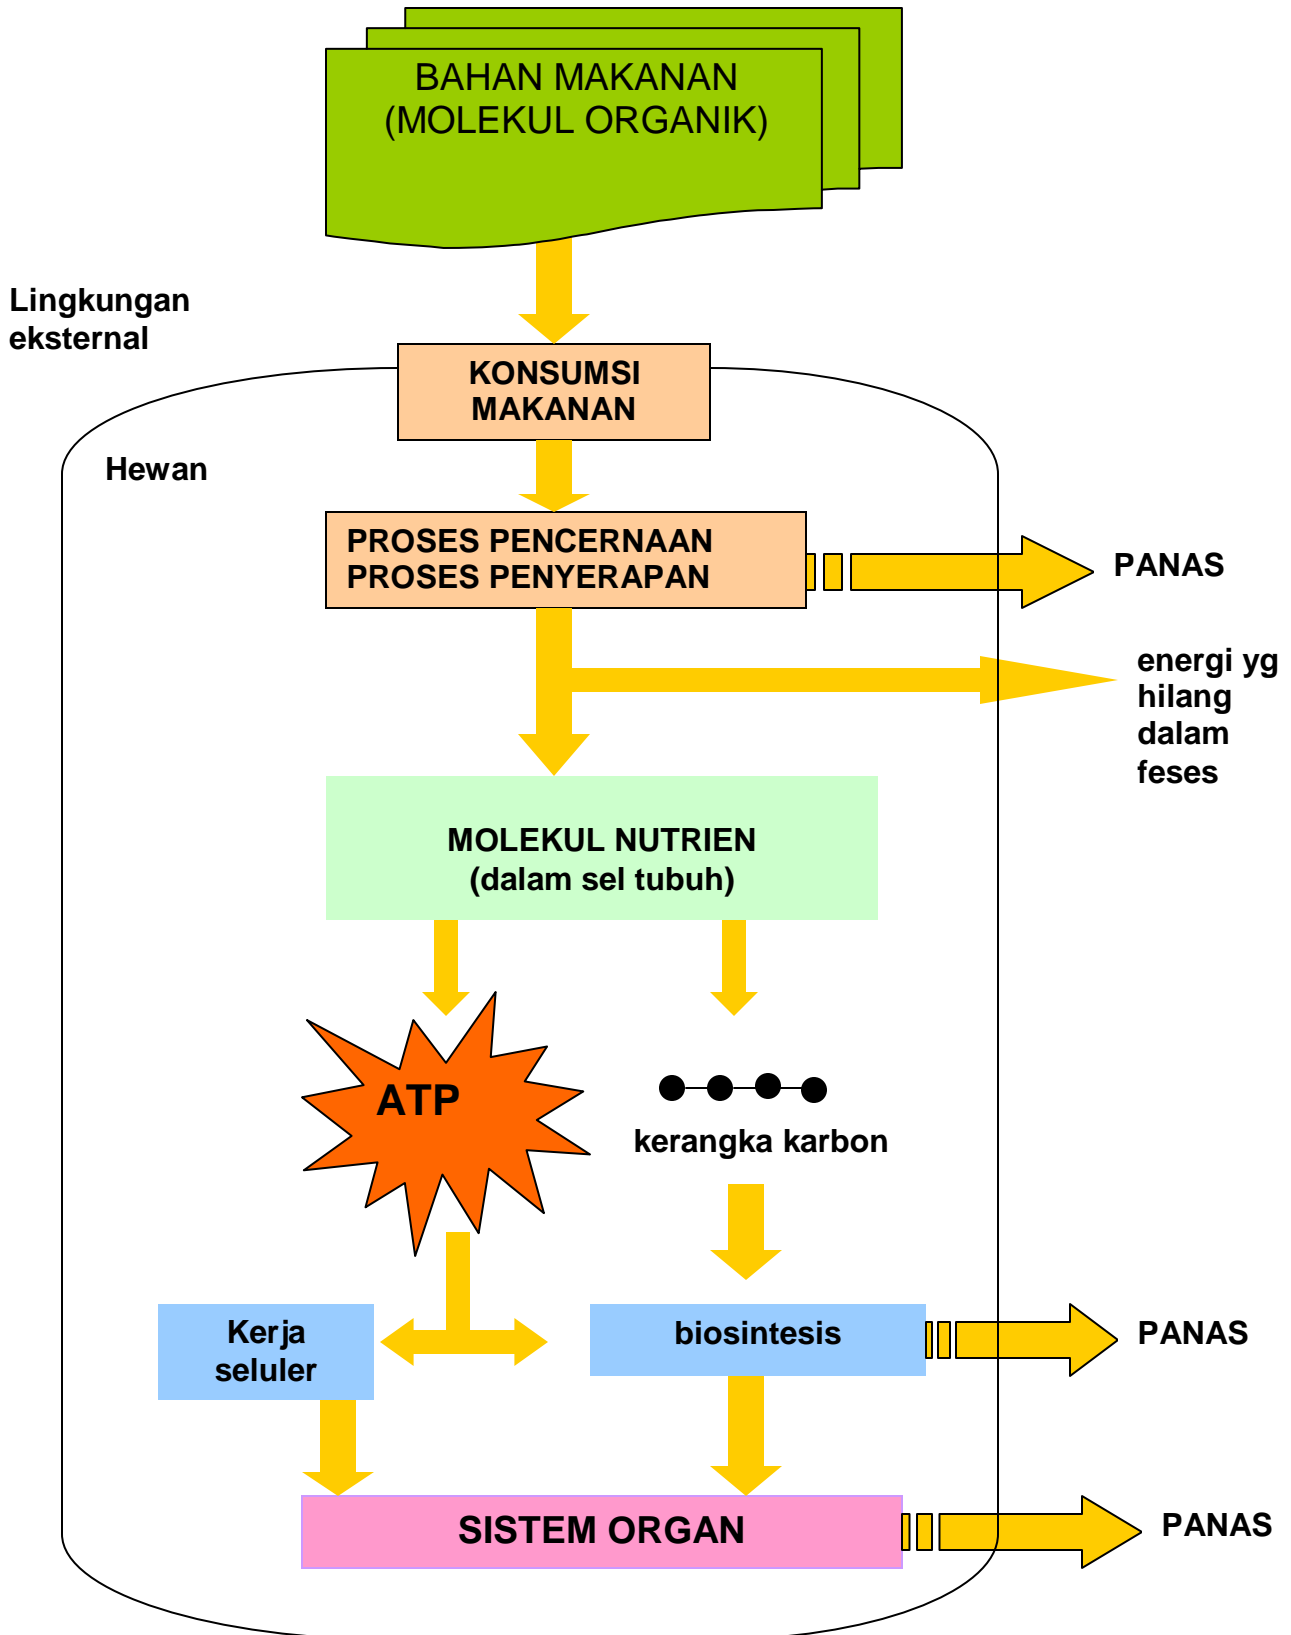 BAHAN MAKANAN
(MOLEKUL ORGANIK)
Lingkungan
eksternal
KONSUMSI
MAKANAN
Hewan
PROSES PENCERNAAN
PROSES PENYERAPAN
PANAS
energi yg
hilang
dalam
feses
MOLEKUL NUTRIEN
(dalam sel tubuh)
ATP
kerangka karbon
Kerja
seluler
biosintesis
PANAS
SISTEM ORGAN
PANAS